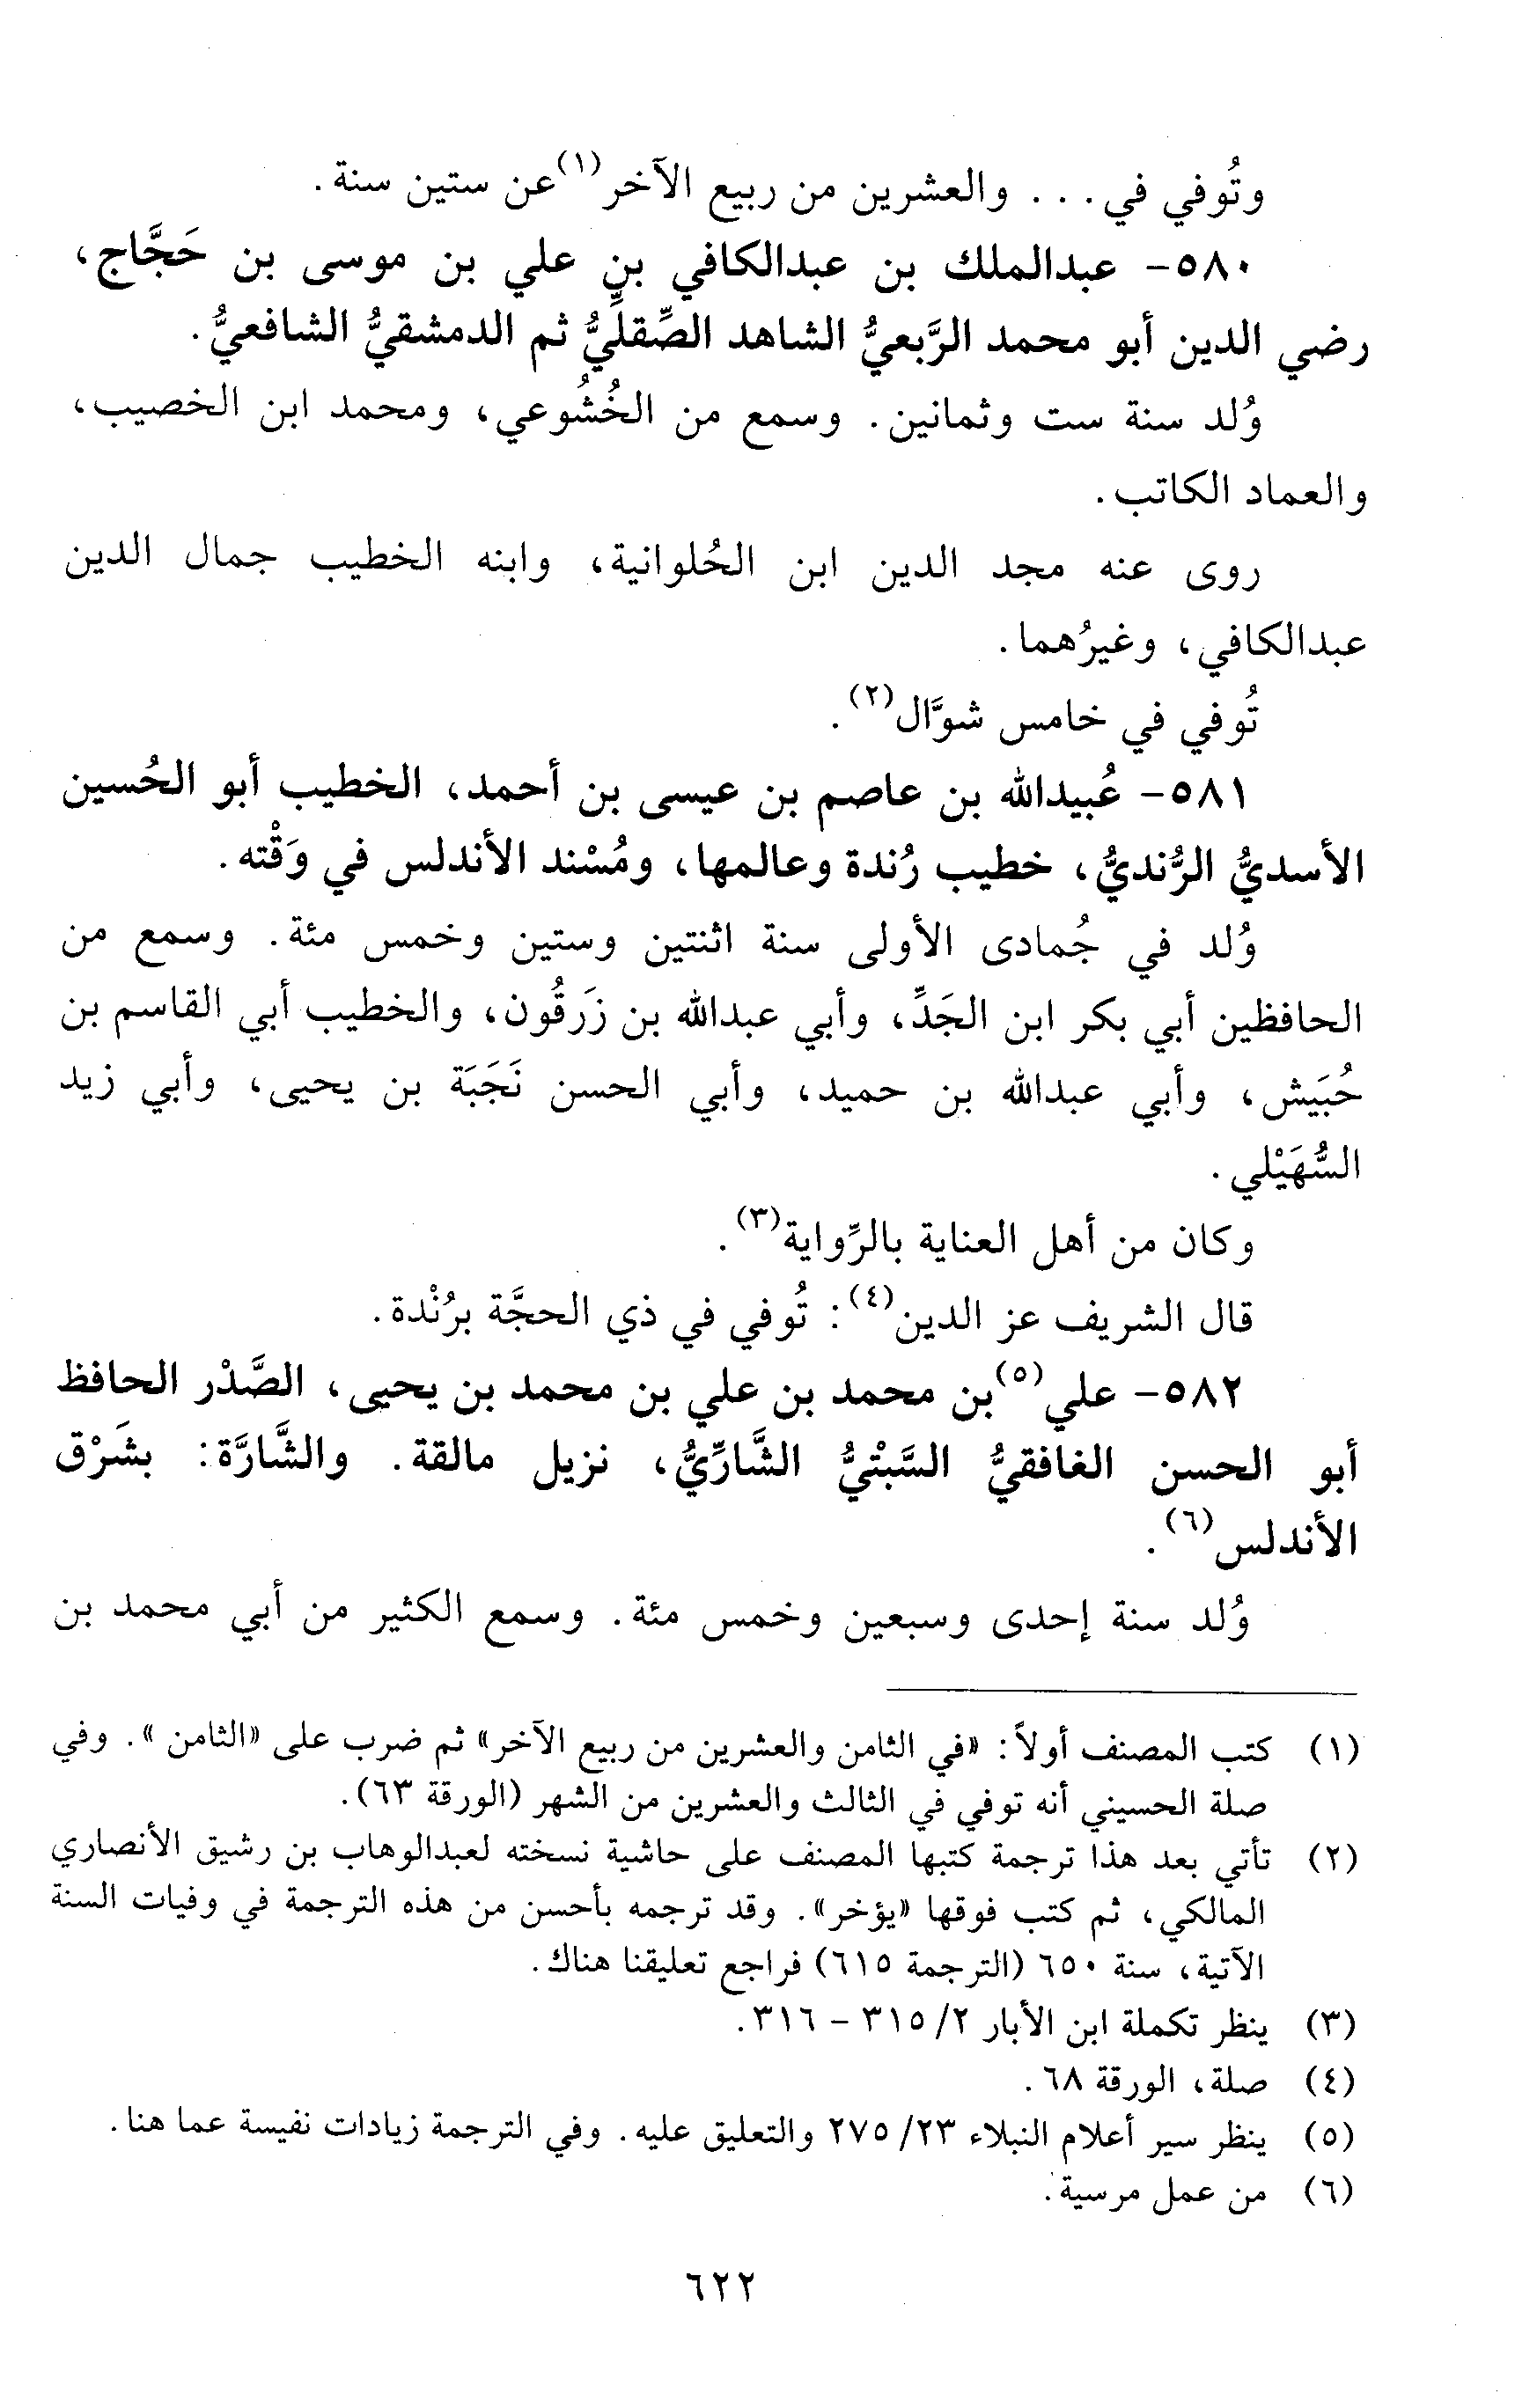 وتُوفي في . . . والعشرين من ربيع الآخر(١) عن ستين سنة.
٥٨٠- عبدالملك بن عبدالكافي بن علي بن موسى بن حَجَّاج،
رضي الدين أبو محمد الرَّبعيُّ الشاهد الصِّقلِّيُّ ثم الدمشقيُّ الشافعيُّ.
وُلد سنة ست وثمانين. وسمع من الخُشُوعي، ومحمد ابن الخصيب،
والعماد الكاتب.
روى عنه مجد الدين ابن الحُلوانية، وابنه الخطيب جمال الدين
عبدالكافي، وغيرُهما.
تُوفي في خامس شوَّال(٢).
٥٨١- عُبيدالله بن عاصم بن عيسى بن أحمد، الخطيب أبو الحُسين
الأسديُّ الرُّنديُّ، خطيب رُندة وعالمها، ومُسْند الأندلس في وَقْته.
وُلد في جُمادى الأولى سنة اثنتين وستين وخمس مئة. وسمع من
الحافظين أبي بكر ابن الجَدِّ، وأبي عبدالله بن زَرقُون، والخطيب أبي القاسم بن
حُبَيش، وأبي عبدالله بن حميد، وأبي الحسن نَجَبَة بن يحيى، وأبي زيد
السُّهَيْلي.
وكان من أهل العناية بالرِّواية(٣).
قال الشريف عز الدين(٤): تُوفي في ذي الحجَّة برُنْدة.
٥٨٢- علي(٥) بن محمد بن علي بن محمد بن يحيى، الصَّدْر الحافظ
أبو الحسن الغافقيُّ السَّبْتيُّ الشَّارِّيُّ، نزيل مالقة. والشَّارَّة: بشَرْق
الأندلس(٦).
وُلد سنة إحدى وسبعين وخمس مئة. وسمع الكثير من أبي محمد بن
(١) كتب المصنف أولاً: «في الثامن والعشرين من ربيع الآخر» ثم ضرب على «الثامن». وفي
صلة الحسيني أنه توفي في الثالث والعشرين من الشهر (الورقة ٦٣).
(٢) تأتي بعد هذا ترجمة كتبها المصنف على حاشية نسخته لعبدالوهاب بن رشيق الأنصاري
المالكي، ثم كتب فوقها «يؤخر». وقد ترجمه بأحسن من هذه الترجمة في وفيات السنة
الآتية، سنة ٦٥٠ (الترجمة ٦١٥) فراجع تعليقنا هناك.
(٣) ينظر تكملة ابن الأبار ٢/ ٣١٥ - ٣١٦.
(٤) صلة، الورقة ٦٨.
(٥) ينظر سير أعلام النبلاء ٢٣/ ٢٧٥ والتعليق عليه. وفي الترجمة زيادات نفيسة عما هنا.
(٦) من عمل مرسية.
٦٢٢